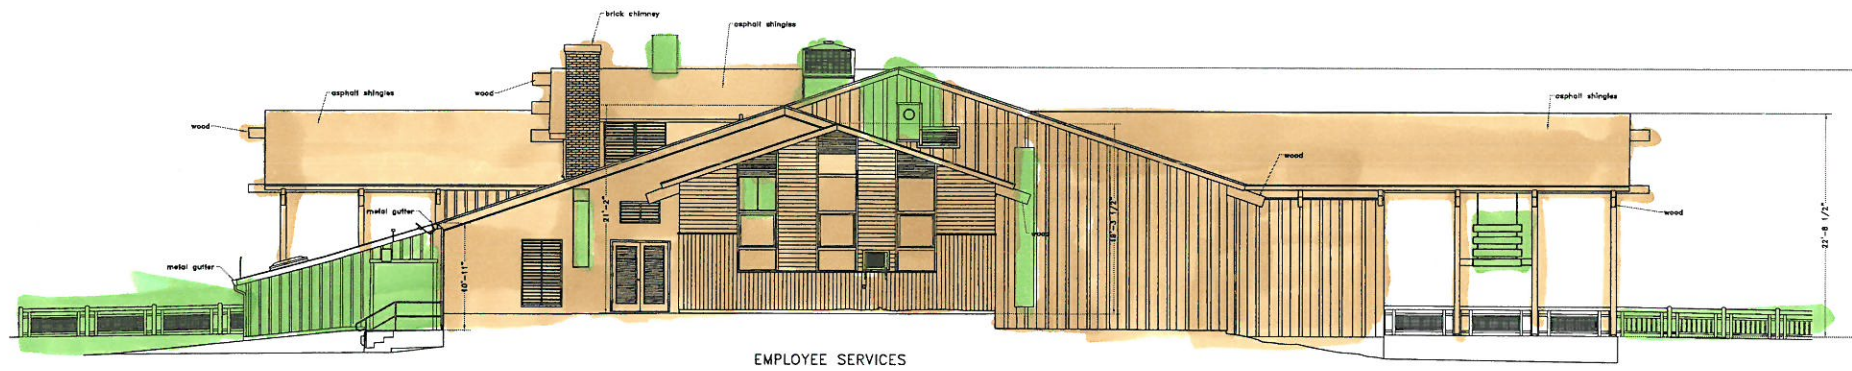 brick chimney
asphalt shingles
wood
asphalt shingles
asphalt shingles
wood
wood
metal gutter
21'-2"
18'-3 1/2"
wood
wood
22'-8 1/2"
metal gutter
10'-11"
EMPLOYEE SERVICES